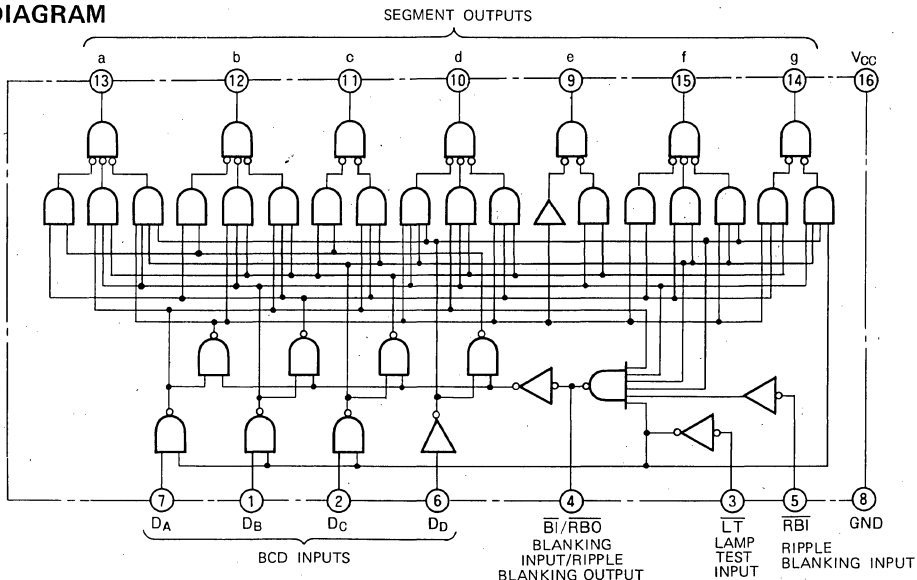 DIAGRAM
SEGMENT OUTPUTS
a b c d e f g VCC
13 12 11 10 9 15 14 16
7 1 2 6 4 3 5 8
DA DB DC DD BI/RBO LT RBI GND
BCD INPUTS
BLANKING
INPUT/RIPPLE
BLANKING OUTPUT
LAMP
TEST
INPUT
RIPPLE
BLANKING INPUT